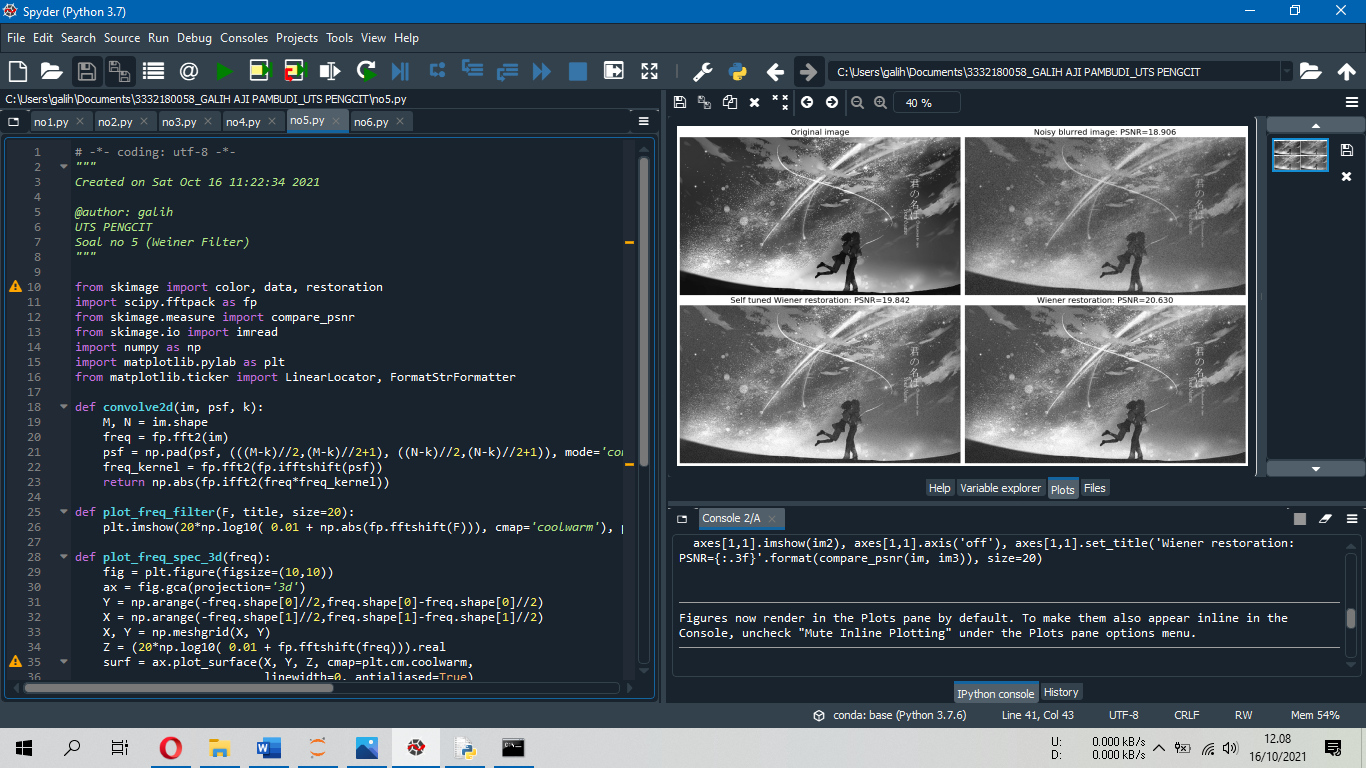 Spyder (Python 3.7)
File Edit Search Source Run Debug Consoles Projects Tools View Help
C:\Users\galih\Documents\3332180058_GALIH AJI PAMBUDI_UTS PENGCIT
C:\Users\galih\Documents\3332180058_GALIH AJI PAMBUDI_UTS PENGCIT\no5.py
no1.py no2.py no3.py no4.py no5.py no6.py
1 # -*- coding: utf-8 -*-
2 """
3 Created on Sat Oct 16 11:22:34 2021
4
5 @author: galih
6 UTS PENGCIT
7 Soal no 5 (Weiner Filter)
8 """
9
10 from skimage import color, data, restoration
11 import scipy.fftpack as fp
12 from skimage.measure import compare_psnr
13 from skimage.io import imread
14 import numpy as np
15 import matplotlib.pylab as plt
16 from matplotlib.ticker import LinearLocator, FormatStrFormatter
17
18 def convolve2d(im, psf, k):
19 M, N = im.shape
20 freq = fp.fft2(im)
21 psf = np.pad(psf, (((M-k)//2,(M-k)//2+1), ((N-k)//2,(N-k)//2+1)), mode='co
22 freq_kernel = fp.fft2(fp.ifftshift(psf))
23 return np.abs(fp.ifft2(freq*freq_kernel))
24
25 def plot_freq_filter(F, title, size=20):
26 plt.imshow(20*np.log10( 0.01 + np.abs(fp.fftshift(F))), cmap='coolwarm'), p
27
28 def plot_freq_spec_3d(freq):
29 fig = plt.figure(figsize=(10,10))
30 ax = fig.gca(projection='3d')
31 Y = np.arange(-freq.shape[0]//2,freq.shape[0]-freq.shape[0]//2)
32 X = np.arange(-freq.shape[1]//2,freq.shape[1]-freq.shape[1]//2)
33 X, Y = np.meshgrid(X, Y)
34 Z = (20*np.log10( 0.01 + fp.fftshift(freq))).real
35 surf = ax.plot_surface(X, Y, Z, cmap=plt.cm.coolwarm,
36 linewidth=0, antialiased=True)
40 %
Original image
Noisy blurred image: PSNR=18.906
君の名は
君の名は
Self tuned Wiener restoration: PSNR=19.842
Wiener restoration: PSNR=20.630
君の名は
君の名は
Help Variable explorer Plots Files
Console 2/A
axes[1,1].imshow(im2), axes[1,1].axis('off'), axes[1,1].set_title('Wiener restoration:
PSNR={:.3f}'.format(compare_psnr(im, im3)), size=20)
Figures now render in the Plots pane by default. To make them also appear inline in the
Console, uncheck "Mute Inline Plotting" under the Plots pane options menu.
IPython console History
conda: base (Python 3.7.6) Line 41, Col 43 UTF-8 CRLF RW Mem 54%
U: 0.000 kB/s
D: 0.000 kB/s
12.08
16/10/2021